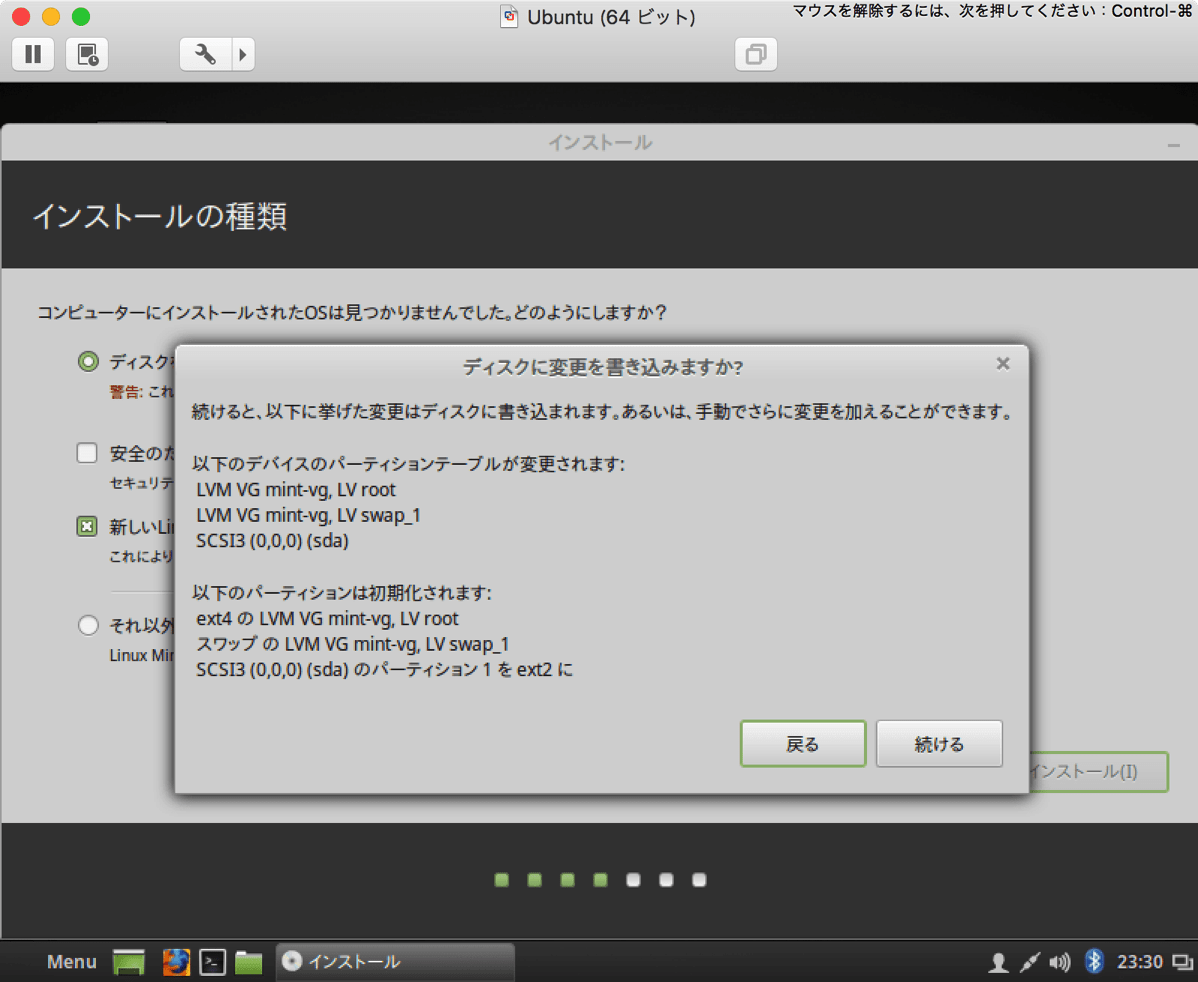 Ubuntu (64 ビット)
マウスを解除するには、次を押してください：Control-⌘
インストール
インストールの種類
コンピューターにインストールされたOSは見つかりませんでした。どのようにしますか？
ディスク
警告: これ
安全のた
セキュリテ
新しいLi
これにより
それ以外
Linux Mi
ディスクに変更を書き込みますか?
続けると、以下に挙げた変更はディスクに書き込まれます。あるいは、手動でさらに変更を加えることができます。
以下のデバイスのパーティションテーブルが変更されます:
LVM VG mint-vg, LV root
LVM VG mint-vg, LV swap_1
SCSI3 (0,0,0) (sda)
以下のパーティションは初期化されます:
ext4 の LVM VG mint-vg, LV root
スワップ の LVM VG mint-vg, LV swap_1
SCSI3 (0,0,0) (sda) のパーティション 1 を ext2 に
戻る
続ける
インストール(I)
Menu
インストール
23:30